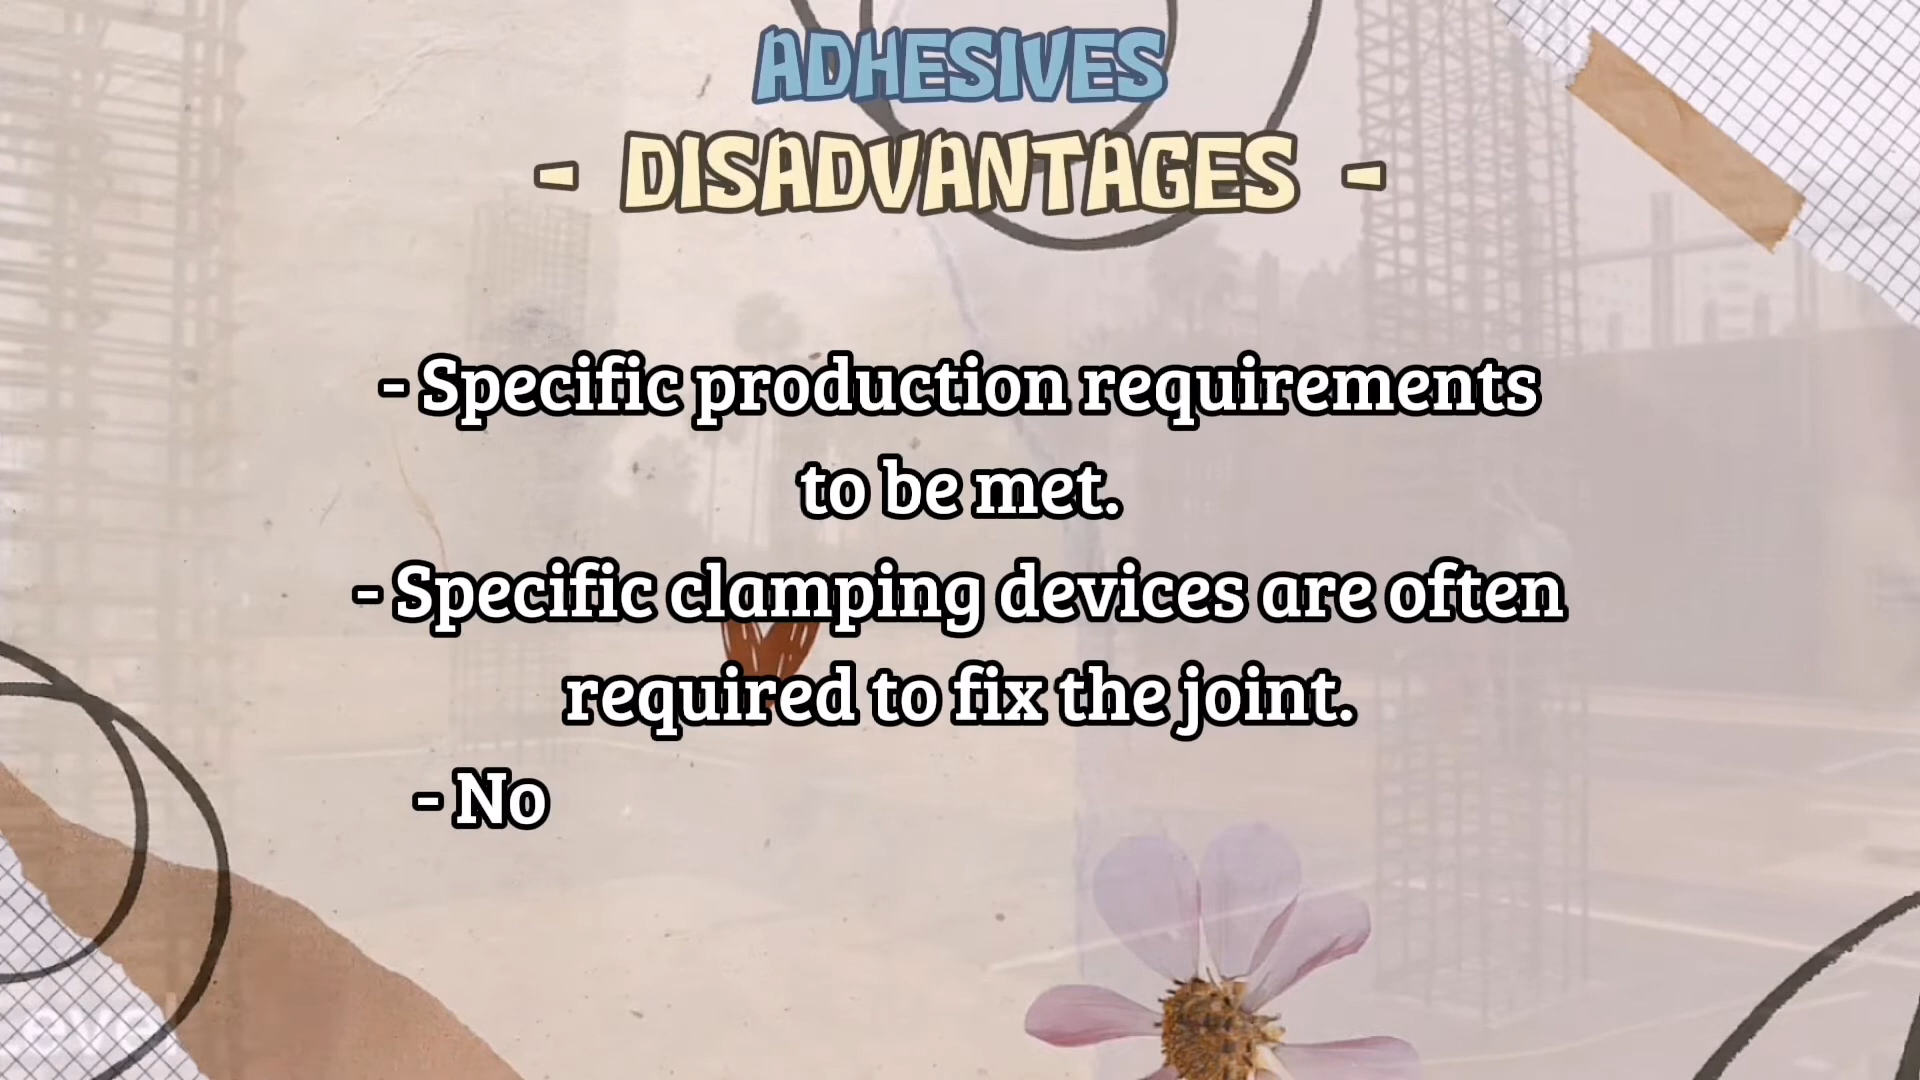 ADHESIVES
- DISADVANTAGES -
- Specific production requirements
to be met.
- Specific clamping devices are often
required to fix the joint.
- No